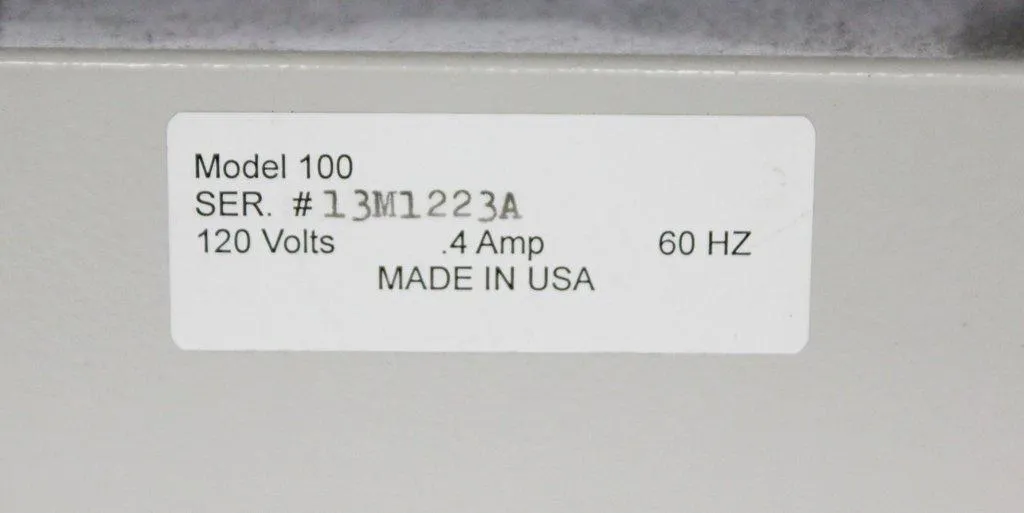 Model 100
SER. # 13M1223A
120 Volts .4 Amp 60 HZ
MADE IN USA